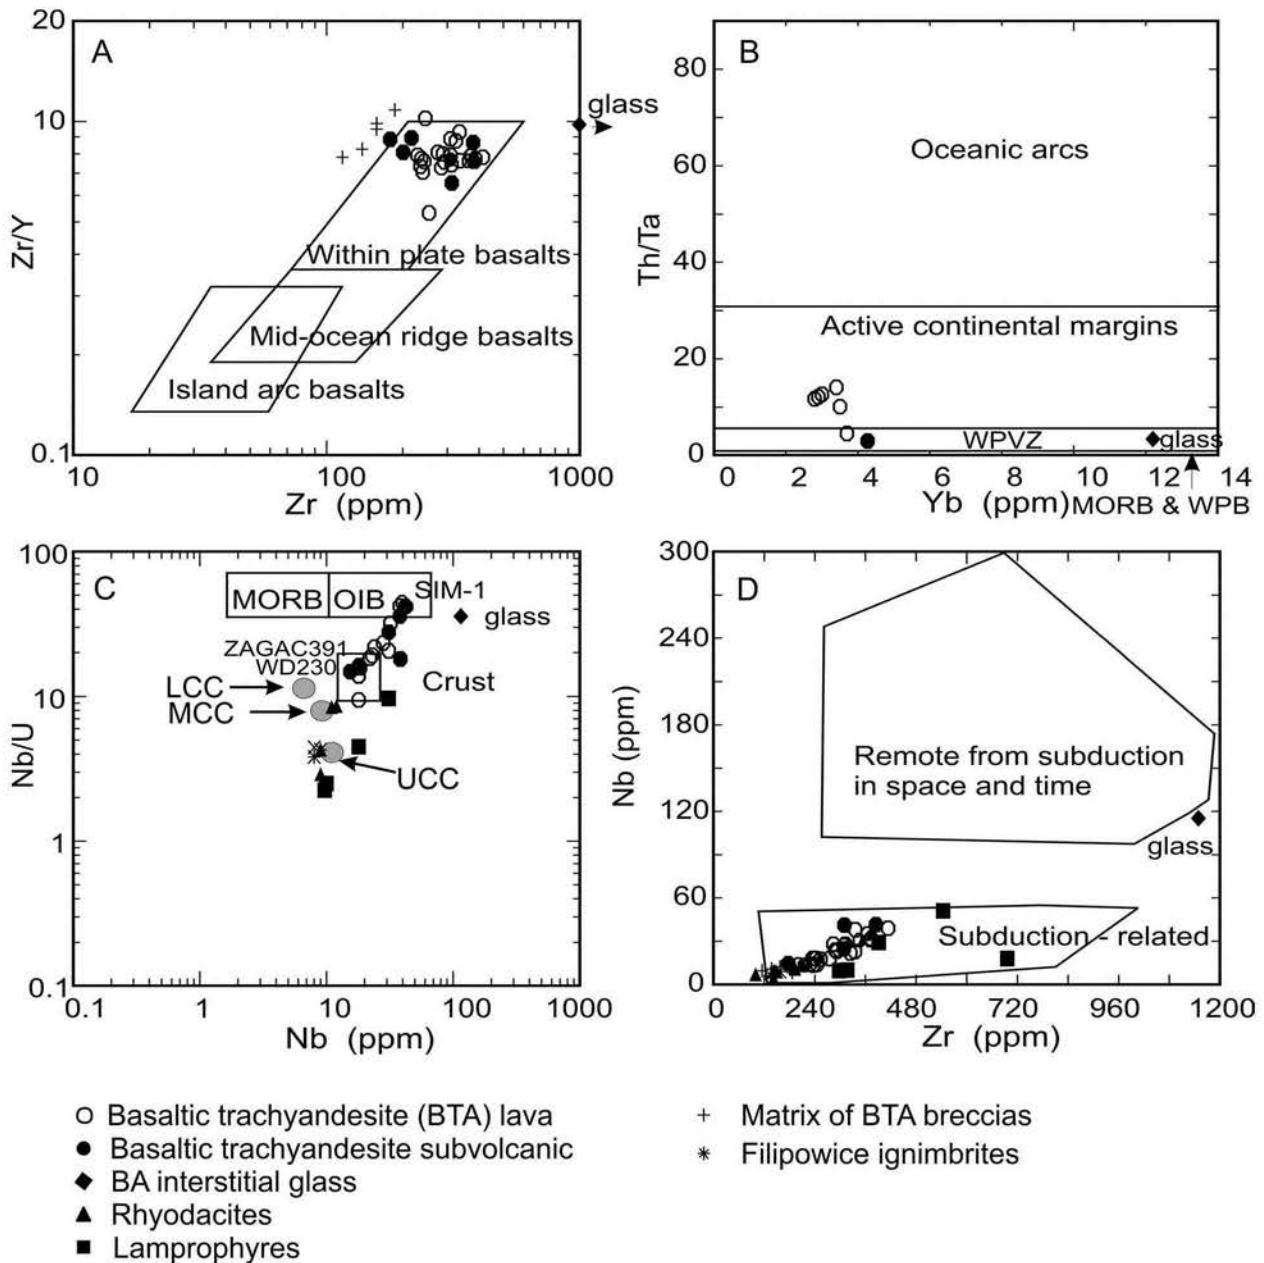 A
20
10
0.1
Zr/Y
glass
Within plate basalts
Mid-ocean ridge basalts
Island arc basalts
10
100
1000
Zr (ppm)
B
80
60
40
20
0
Th/Ta
Oceanic arcs
Active continental margins
WPVZ
glass
0
2
4
6
8
10
12
14
Yb (ppm)
MORB & WPB
C
100
10
1
0.1
Nb/U
MORB
OIB
SIM-1
glass
ZAGAC391
WD230
Crust
LCC
MCC
UCC
0.1
1
10
100
1000
Nb (ppm)
D
300
240
180
120
60
0
Nb (ppm)
Remote from subduction
in space and time
glass
Subduction - related
0
240
480
720
960
1200
Zr (ppm)
Basaltic trachyandesite (BTA) lava
Basaltic trachyandesite subvolcanic
BA interstitial glass
Rhyodacites
Lamprophyres
Matrix of BTA breccias
Filipowice ignimbrites